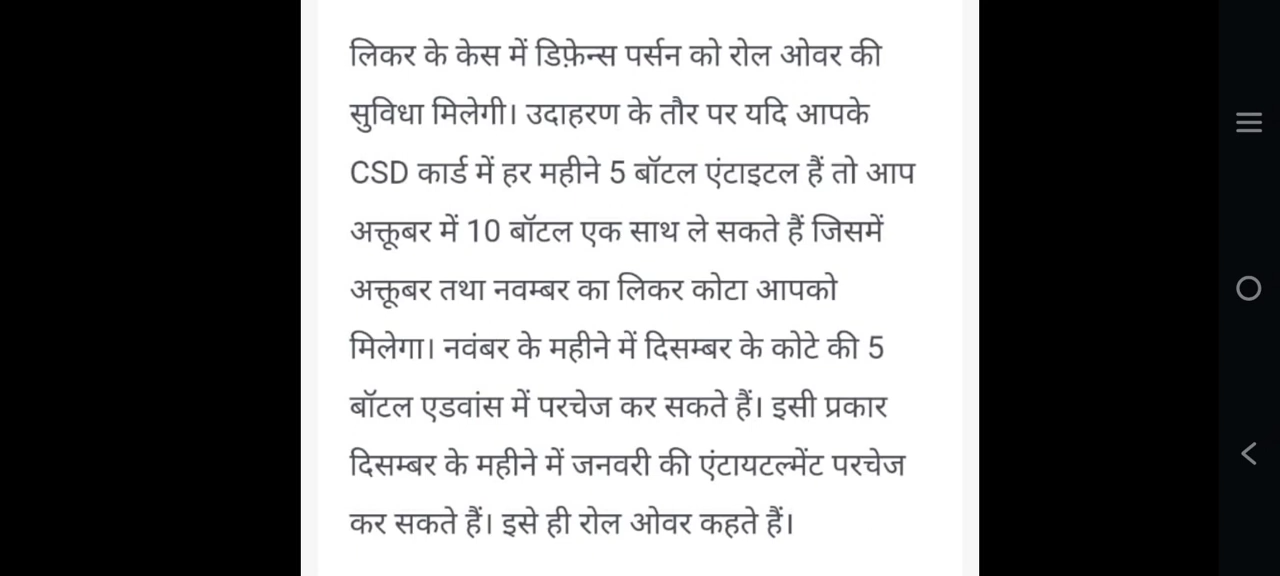 लिकर के केस में डिफ़ेन्स पर्सन को रोल ओवर की
सुविधा मिलेगी। उदाहरण के तौर पर यदि आपके
CSD कार्ड में हर महीने 5 बॉटल एंटाइटल हैं तो आप
अक्तूबर में 10 बॉटल एक साथ ले सकते हैं जिसमें
अक्तूबर तथा नवम्बर का लिकर कोटा आपको
मिलेगा। नवंबर के महीने में दिसम्बर के कोटे की 5
बॉटल एडवांस में परचेज कर सकते हैं। इसी प्रकार
दिसम्बर के महीने में जनवरी की एंटायटल्मेंट परचेज
कर सकते हैं। इसे ही रोल ओवर कहते हैं।